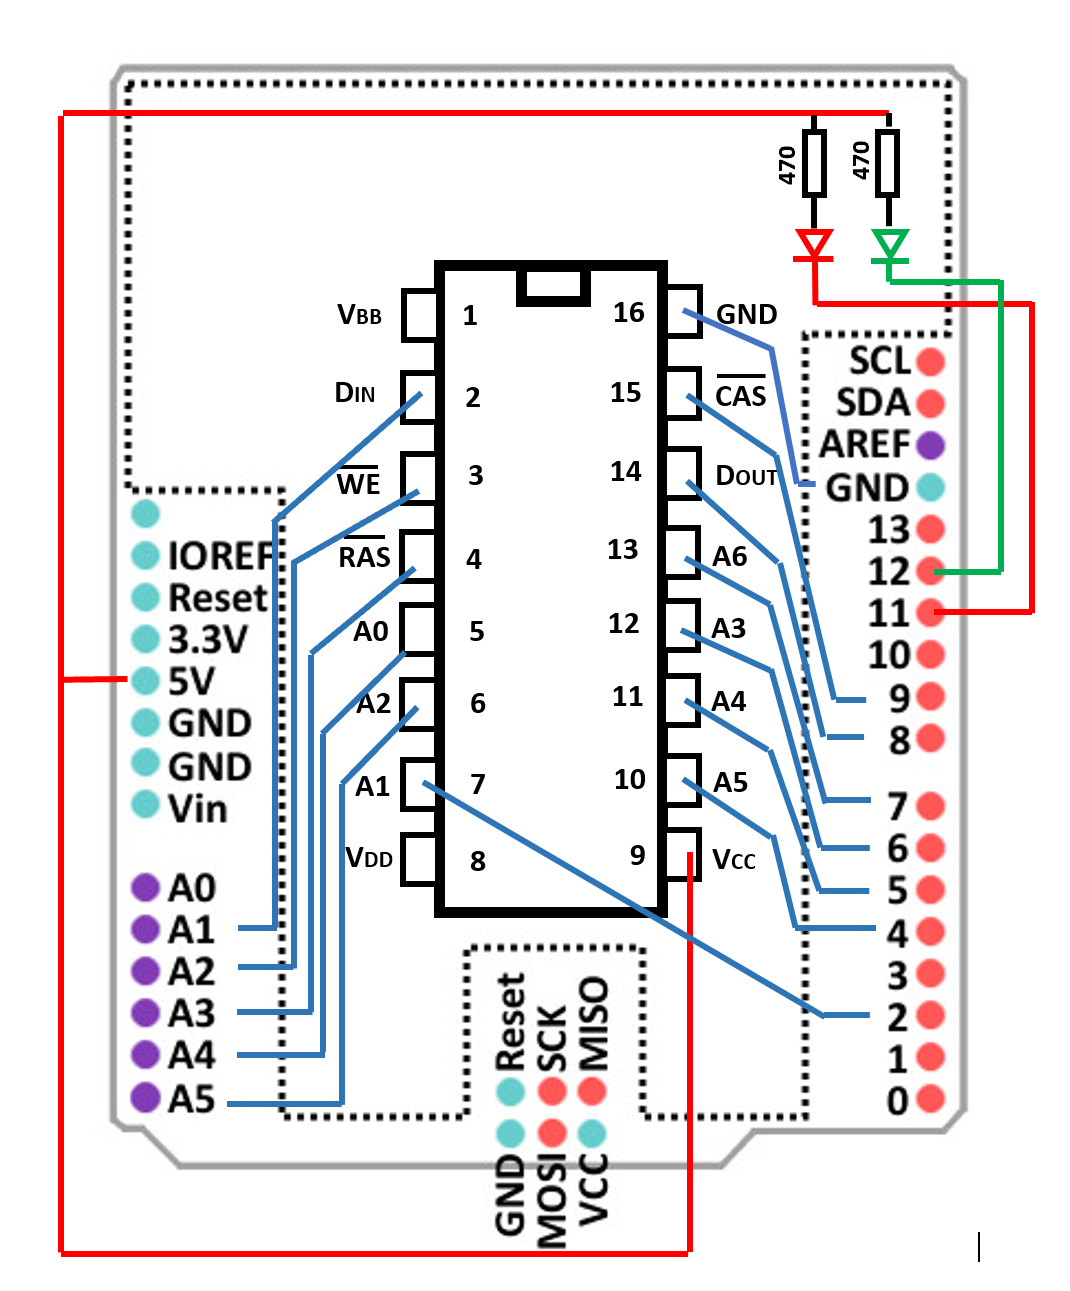 470
470
VBB
1
16
GND
DIN
2
15
CAS
WE
3
14
DOUT
RAS
4
13
A6
A0
5
12
A3
A2
6
11
A4
A1
7
10
A5
VDD
8
9
VCC
IOREF
Reset
3.3V
5V
GND
GND
Vin
A0
A1
A2
A3
A4
A5
SCL
SDA
AREF
GND
13
12
11
10
9
8
7
6
5
4
3
2
1
0
Reset
SCK
MISO
GND
MOSI
VCC